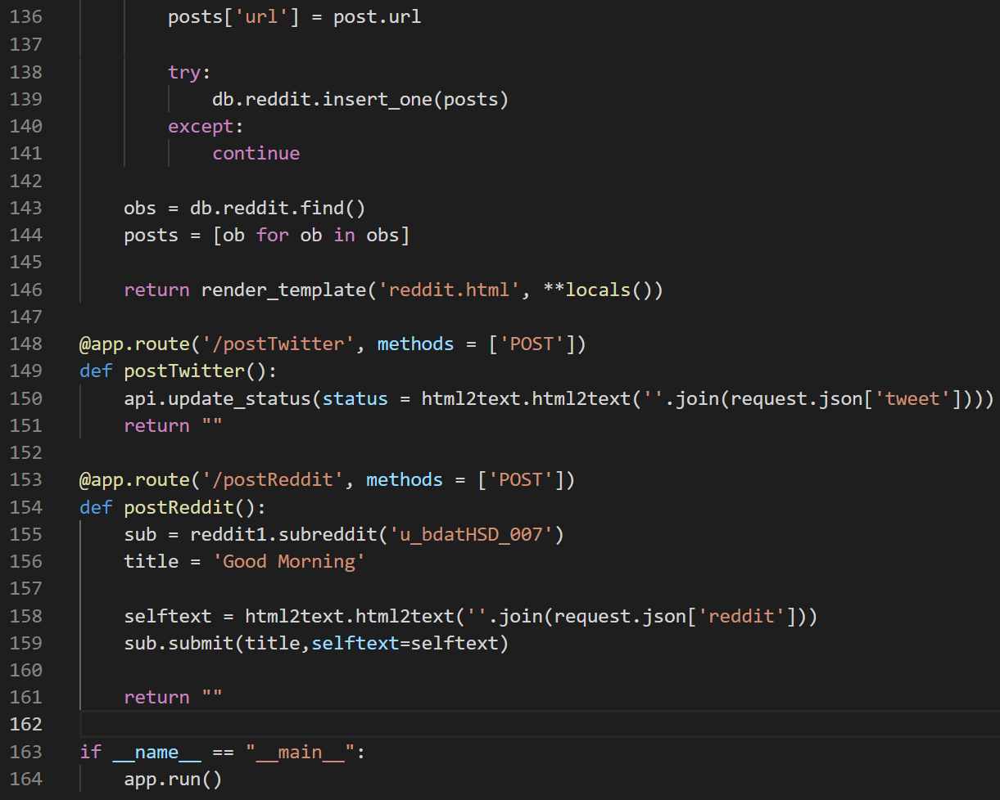 136 posts['url'] = post.url
137
138 try:
139 db.reddit.insert_one(posts)
140 except:
141 continue
142
143 obs = db.reddit.find()
144 posts = [ob for ob in obs]
145
146 return render_template('reddit.html', **locals())
147
148 @app.route('/postTwitter', methods = ['POST'])
149 def postTwitter():
150 api.update_status(status = html2text.html2text(''.join(request.json['tweet'])))
151 return ""
152
153 @app.route('/postReddit', methods = ['POST'])
154 def postReddit():
155 sub = reddit1.subreddit('u_bdatHSD_007')
156 title = 'Good Morning'
157
158 selftext = html2text.html2text(''.join(request.json['reddit']))
159 sub.submit(title,selftext=selftext)
160
161 return ""
162
163 if __name__ == "__main__":
164 app.run()